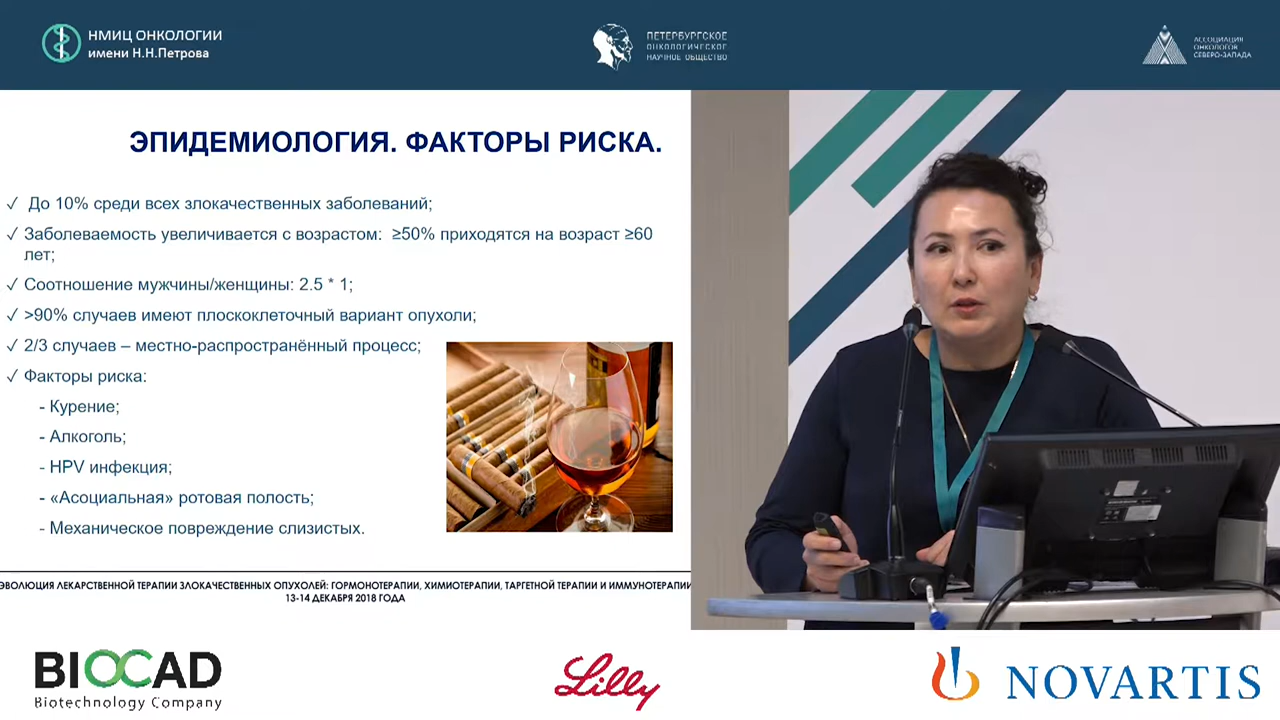 НМИЦ ОНКОЛОГИИ
имени Н.Н.Петрова
ПЕТЕРБУРГСКОЕ
ОНКОЛОГИЧЕСКОЕ
НАУЧНОЕ ОБЩЕСТВО
АССОЦИАЦИЯ
ОНКОЛОГОВ
СЕВЕРО-ЗАПАДА
ЭПИДЕМИОЛОГИЯ. ФАКТОРЫ РИСКА.
✓ До 10% среди всех злокачественных заболеваний;
✓ Заболеваемость увеличивается с возрастом: ≥50% приходятся на возраст ≥60
лет;
✓ Соотношение мужчины/женщины: 2.5 * 1;
✓ >90% случаев имеют плоскоклеточный вариант опухоли;
✓ 2/3 случаев – местно-распространённый процесс;
✓ Факторы риска:
- Курение;
- Алкоголь;
- HPV инфекция;
- «Асоциальная» ротовая полость;
- Механическое повреждение слизистых.
ЭВОЛЮЦИЯ ЛЕКАРСТВЕННОЙ ТЕРАПИИ ЗЛОКАЧЕСТВЕННЫХ ОПУХОЛЕЙ: ГОРМОНОТЕРАПИИ, ХИМИОТЕРАПИИ, ТАРГЕТНОЙ ТЕРАПИИ И ИММУНОТЕРАПИИ
13-14 ДЕКАБРЯ 2018 ГОДА
BIOCAD
Biotechnology Company
Lilly
NOVARTIS